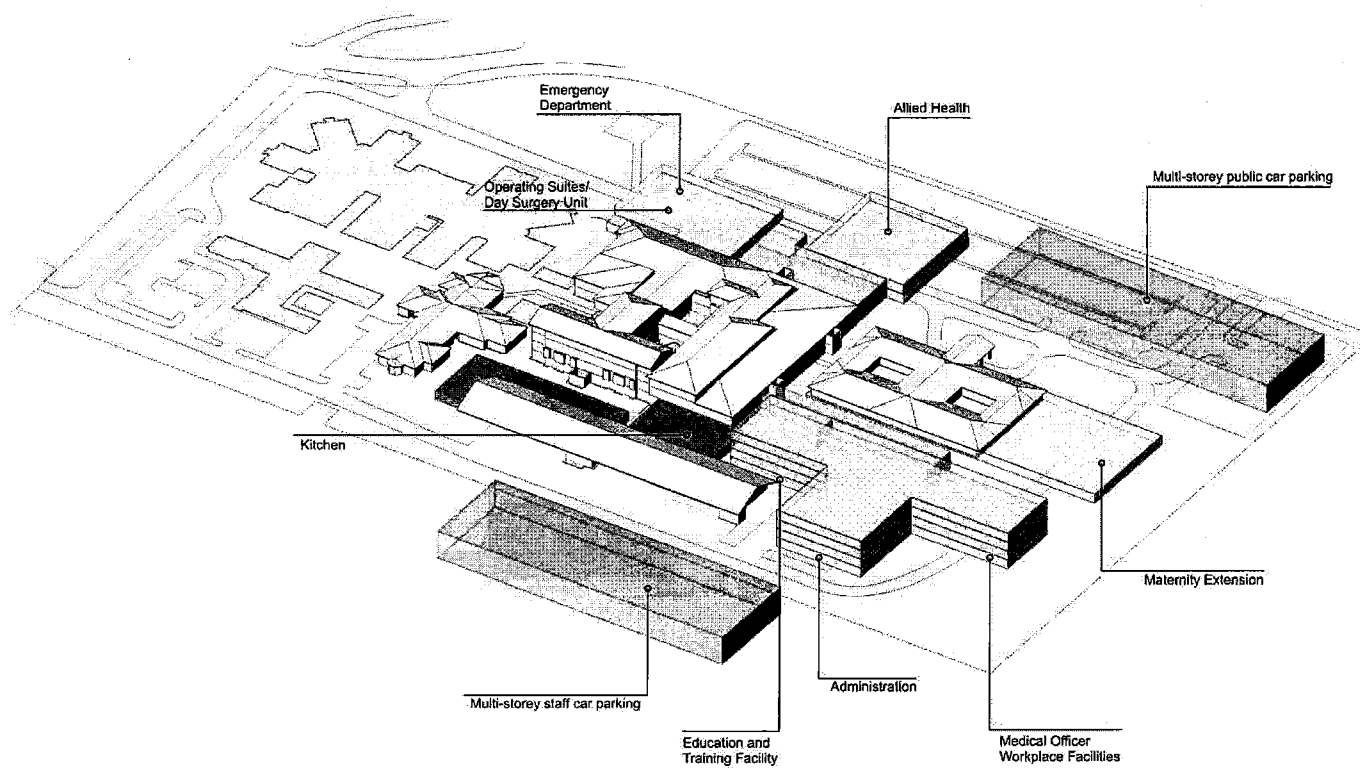 Emergency
Department
Allied Health
Multi-storey public car parking
Operating Suites/
Day Surgery Unit
Kitchen
Maternity Extension
Administration
Multi-storey staff car parking
Education and
Training Facility
Medical Officer
Workplace Facilities